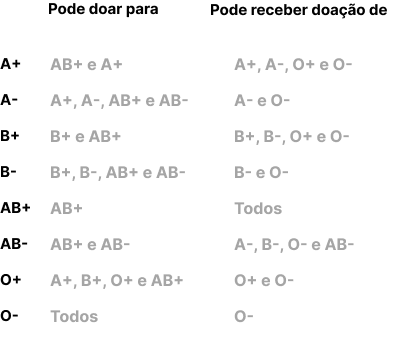 Pode doar para Pode receber doação de
A+ AB+ e A+ A+, A-, O+ e O-
A- A+, A-, AB+ e AB- A- e O-
B+ B+ e AB+ B+, B-, O+ e O-
B- B+, B-, AB+ e AB- B- e O-
AB+ AB+ Todos
AB- AB+ e AB- A-, B-, O- e AB-
O+ A+, B+, O+ e AB+ O+ e O-
O- Todos O-